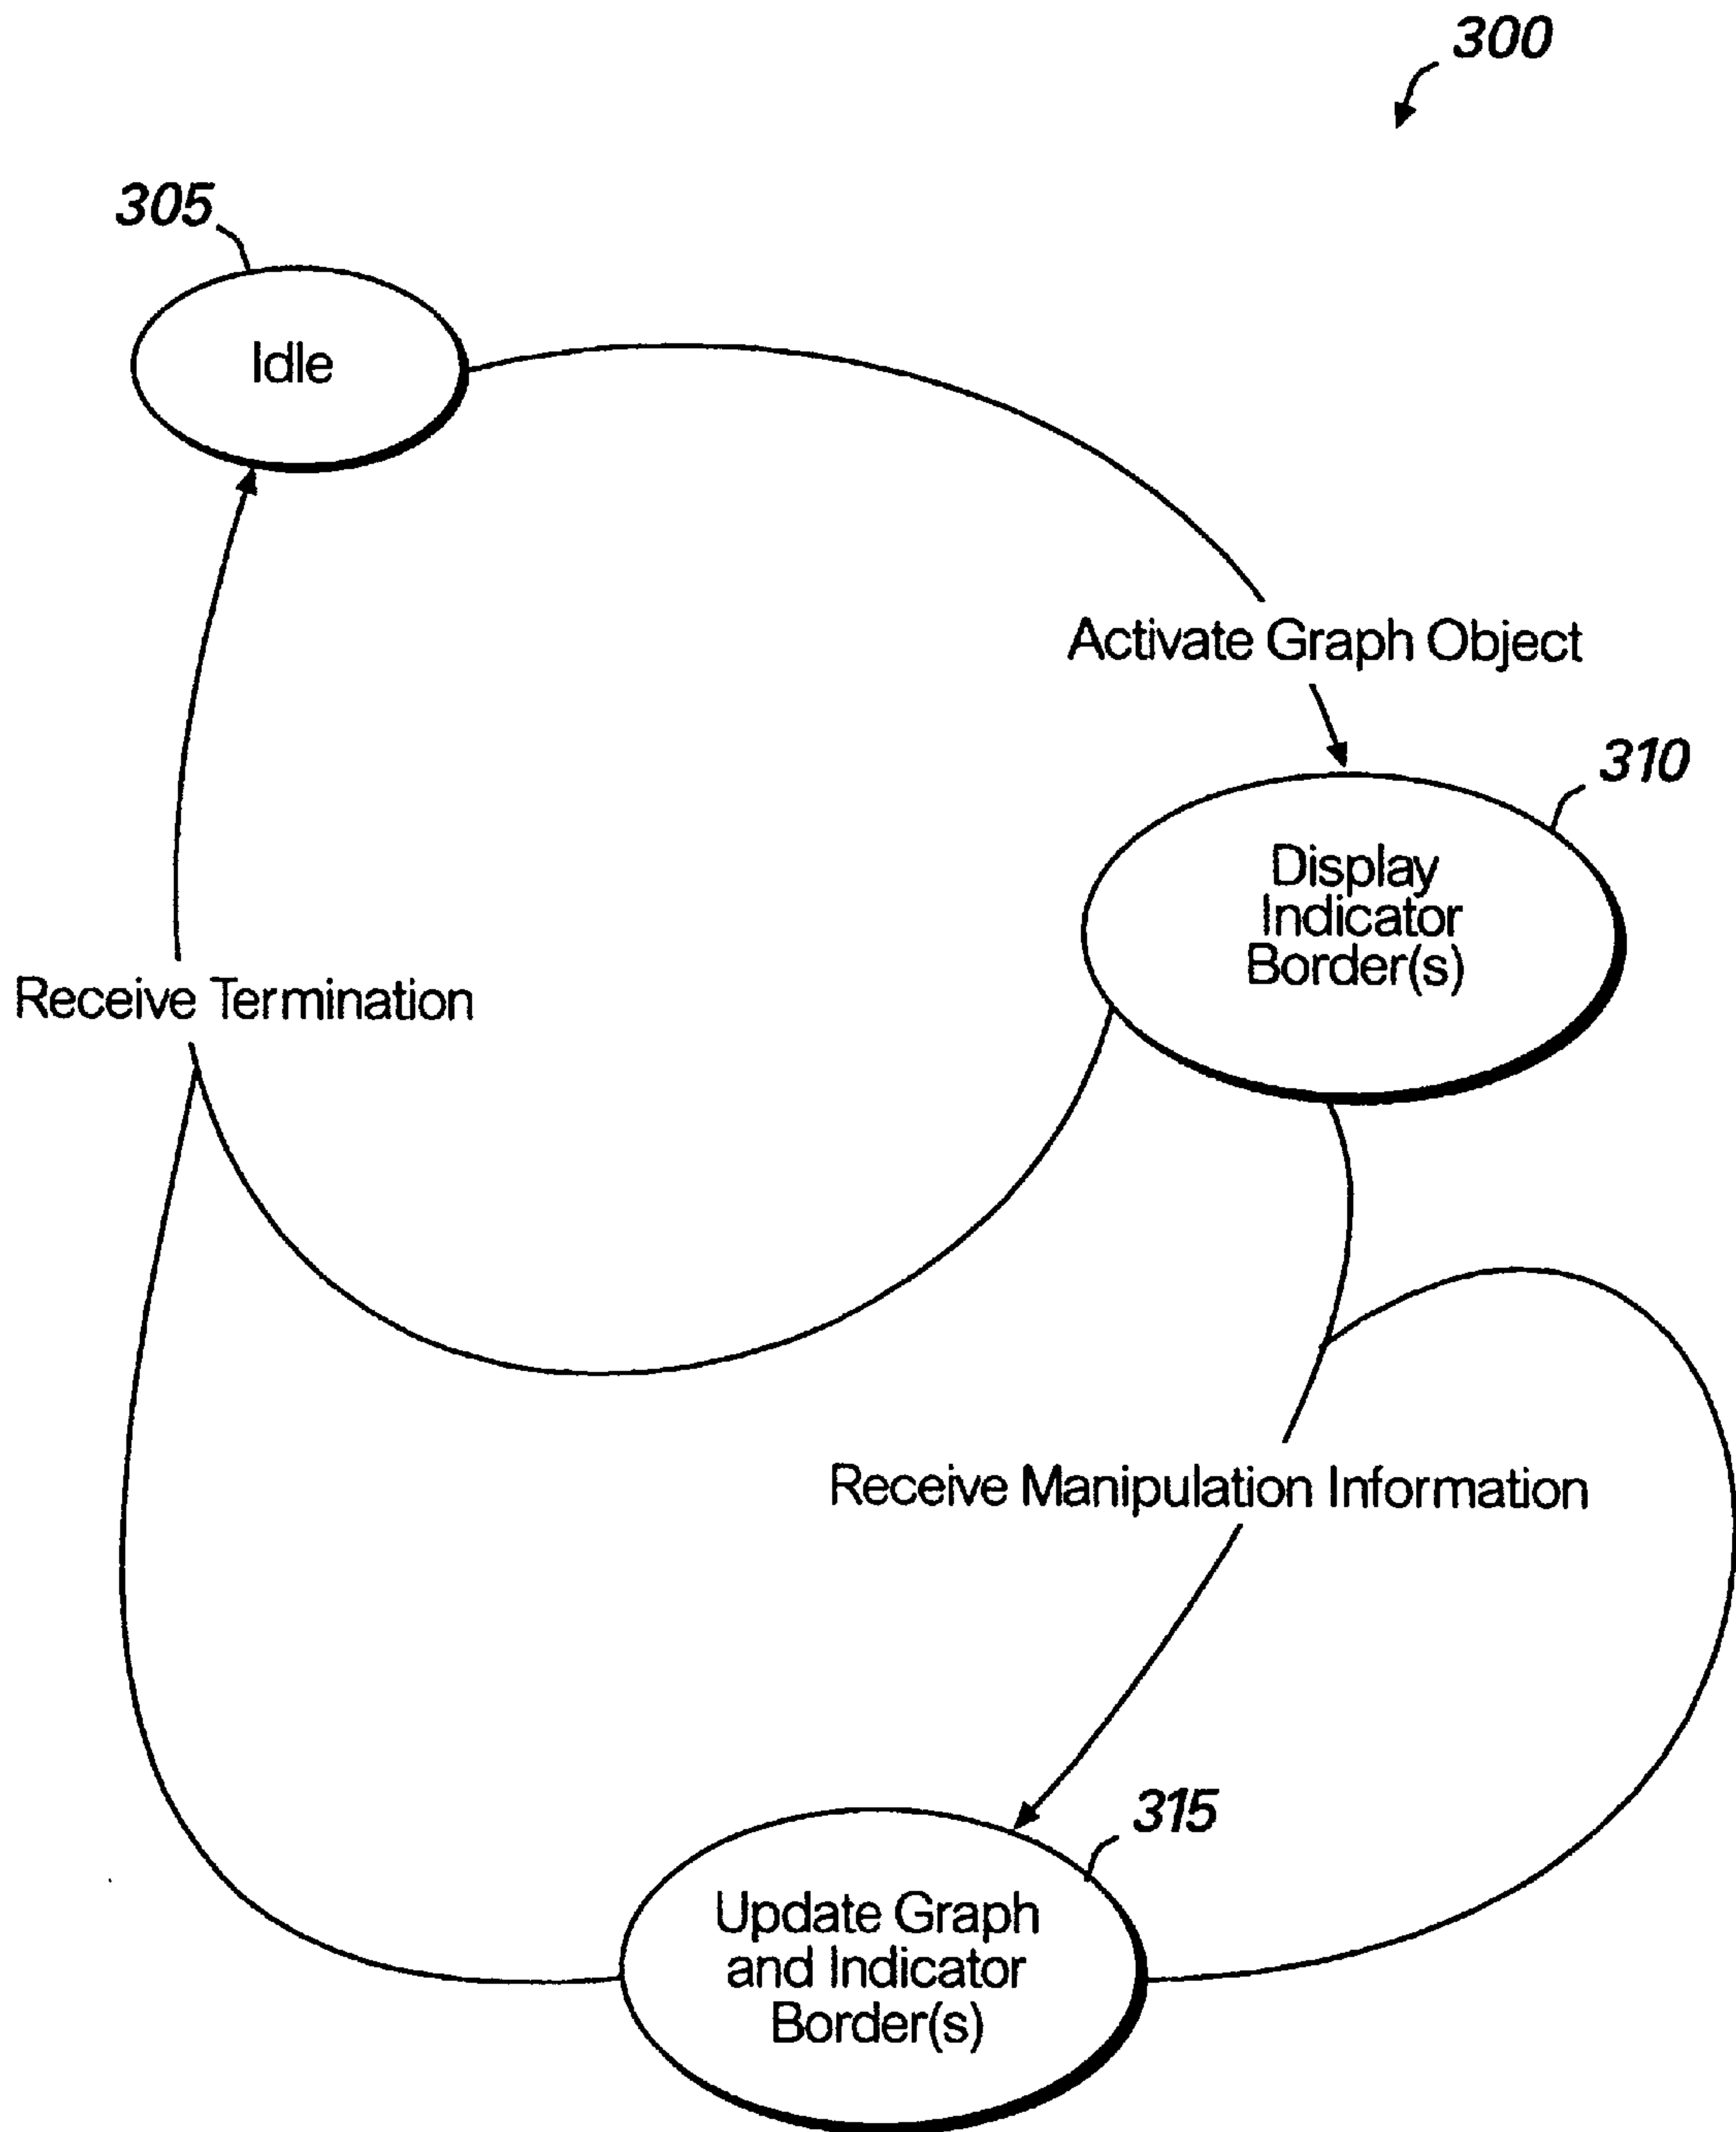 300
305
Idle
Activate Graph Object
310
Display
Indicator
Border(s)
Receive Termination
Receive Manipulation Information
315
Update Graph
and Indicator
Border(s)